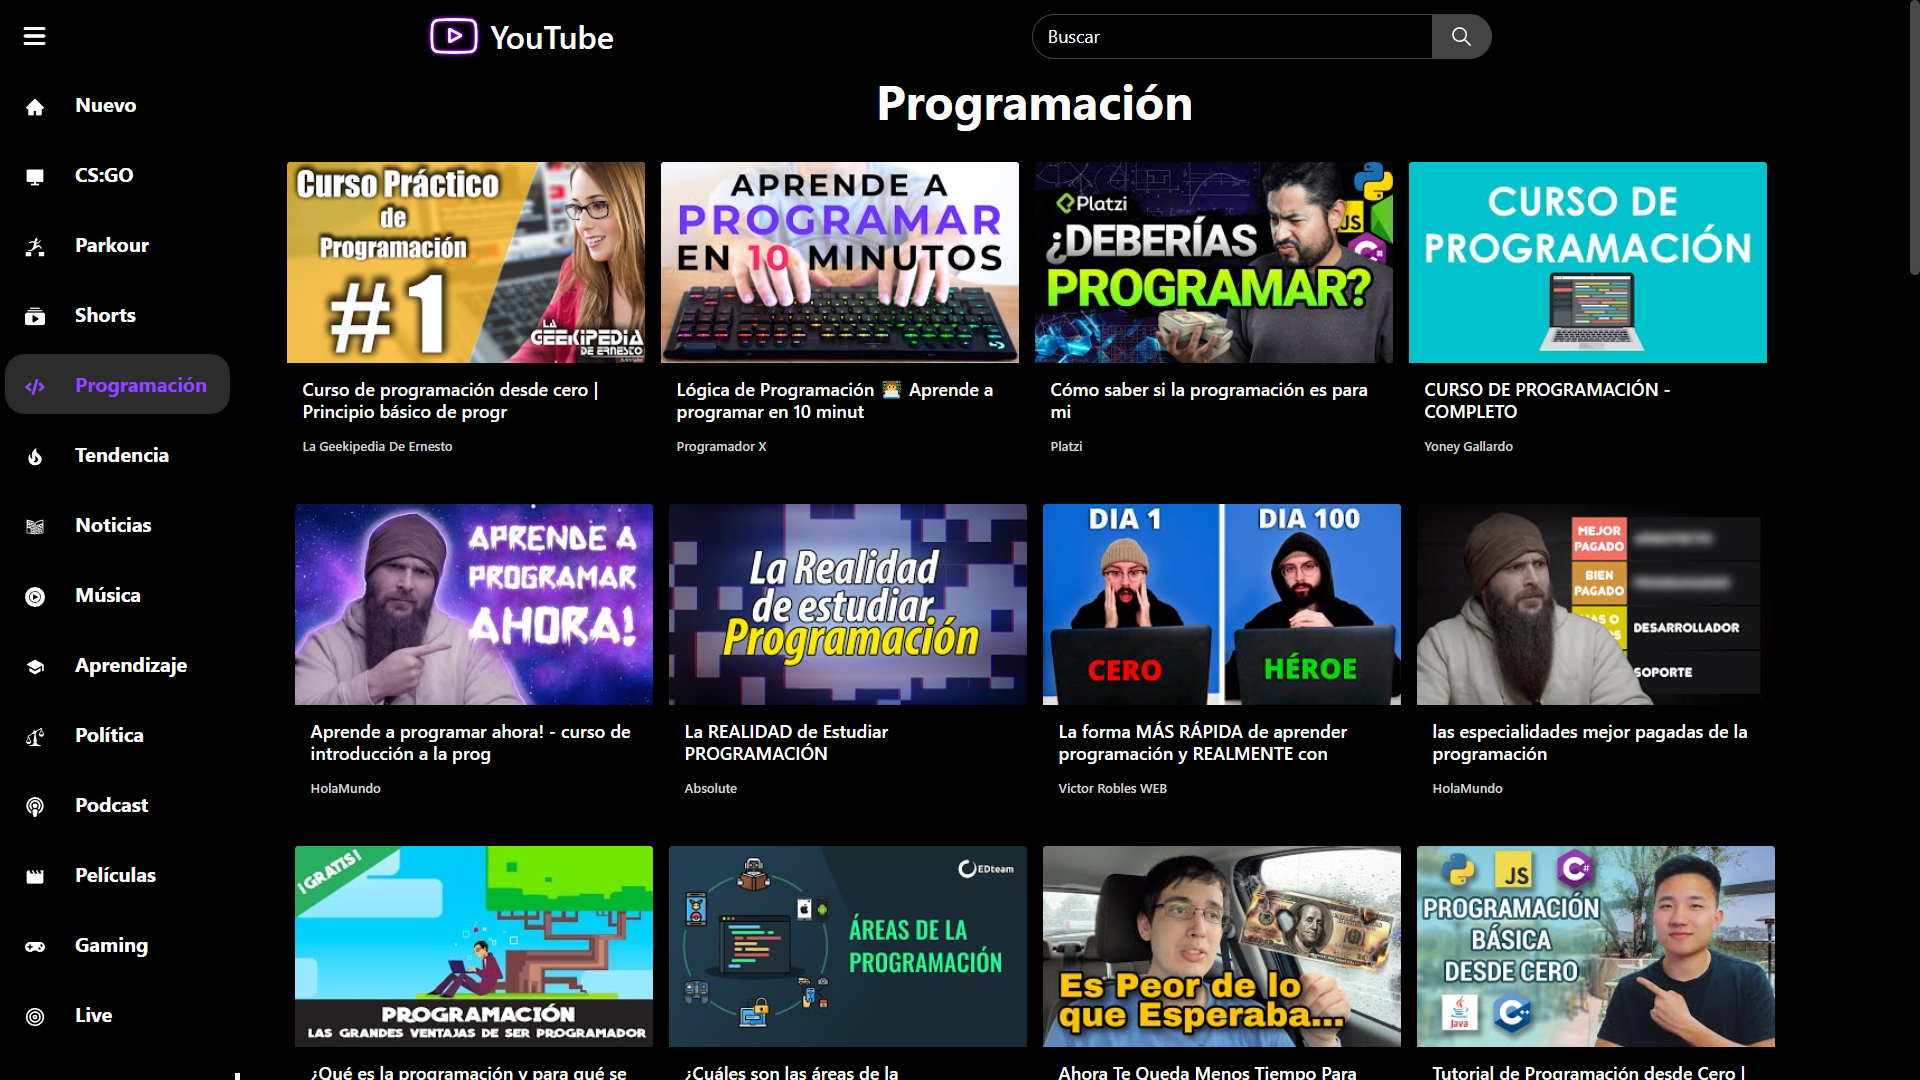 YouTube
Buscar
Nuevo
CS:GO
Parkour
Shorts
Programación
Tendencia
Noticias
Música
Aprendizaje
Política
Podcast
Películas
Gaming
Live
Programación
Curso Práctico
de
Programación
#1
LA
GEEKIPEDIA
DE ERNESTO
Curso de programación desde cero |
Principio básico de progr
La Geekipedia De Ernesto
APRENDE A
PROGRAMAR
EN 10 MINUTOS
Lógica de Programación 👨‍💻 Aprende a
programar en 10 minut
Programador X
Platzi
JS
¿DEBERÍAS
PROGRAMAR?
Cómo saber si la programación es para
mi
Platzi
CURSO DE
PROGRAMACIÓN
CURSO DE PROGRAMACIÓN -
COMPLETO
Yoney Gallardo
APRENDE A
PROGRAMAR
AHORA!
Aprende a programar ahora! - curso de
introducción a la prog
HolaMundo
La Realidad
de estudiar
Programación
La REALIDAD de Estudiar
PROGRAMACIÓN
Absolute
DIA 1
DIA 100
CERO
HÉROE
La forma MÁS RÁPIDA de aprender
programación y REALMENTE con
Victor Robles WEB
MEJOR
PAGADO
BIEN
PAGADO
DESARROLLADOR
SOPORTE
las especialidades mejor pagadas de la
programación
HolaMundo
¡GRATIS!
PROGRAMACIÓN
LAS GRANDES VENTAJAS DE SER PROGRAMADOR
¿Qué es la programación y para qué se
EDteam
ÁREAS DE LA
PROGRAMACIÓN
¿Cuáles son las áreas de la
Es Peor de lo
que Esperaba...
Ahora Te Queda Menos Tiempo Para
JS
C#
PROGRAMACIÓN
BÁSICA
DESDE CERO
Java
C++
Tutorial de Programación desde Cero |